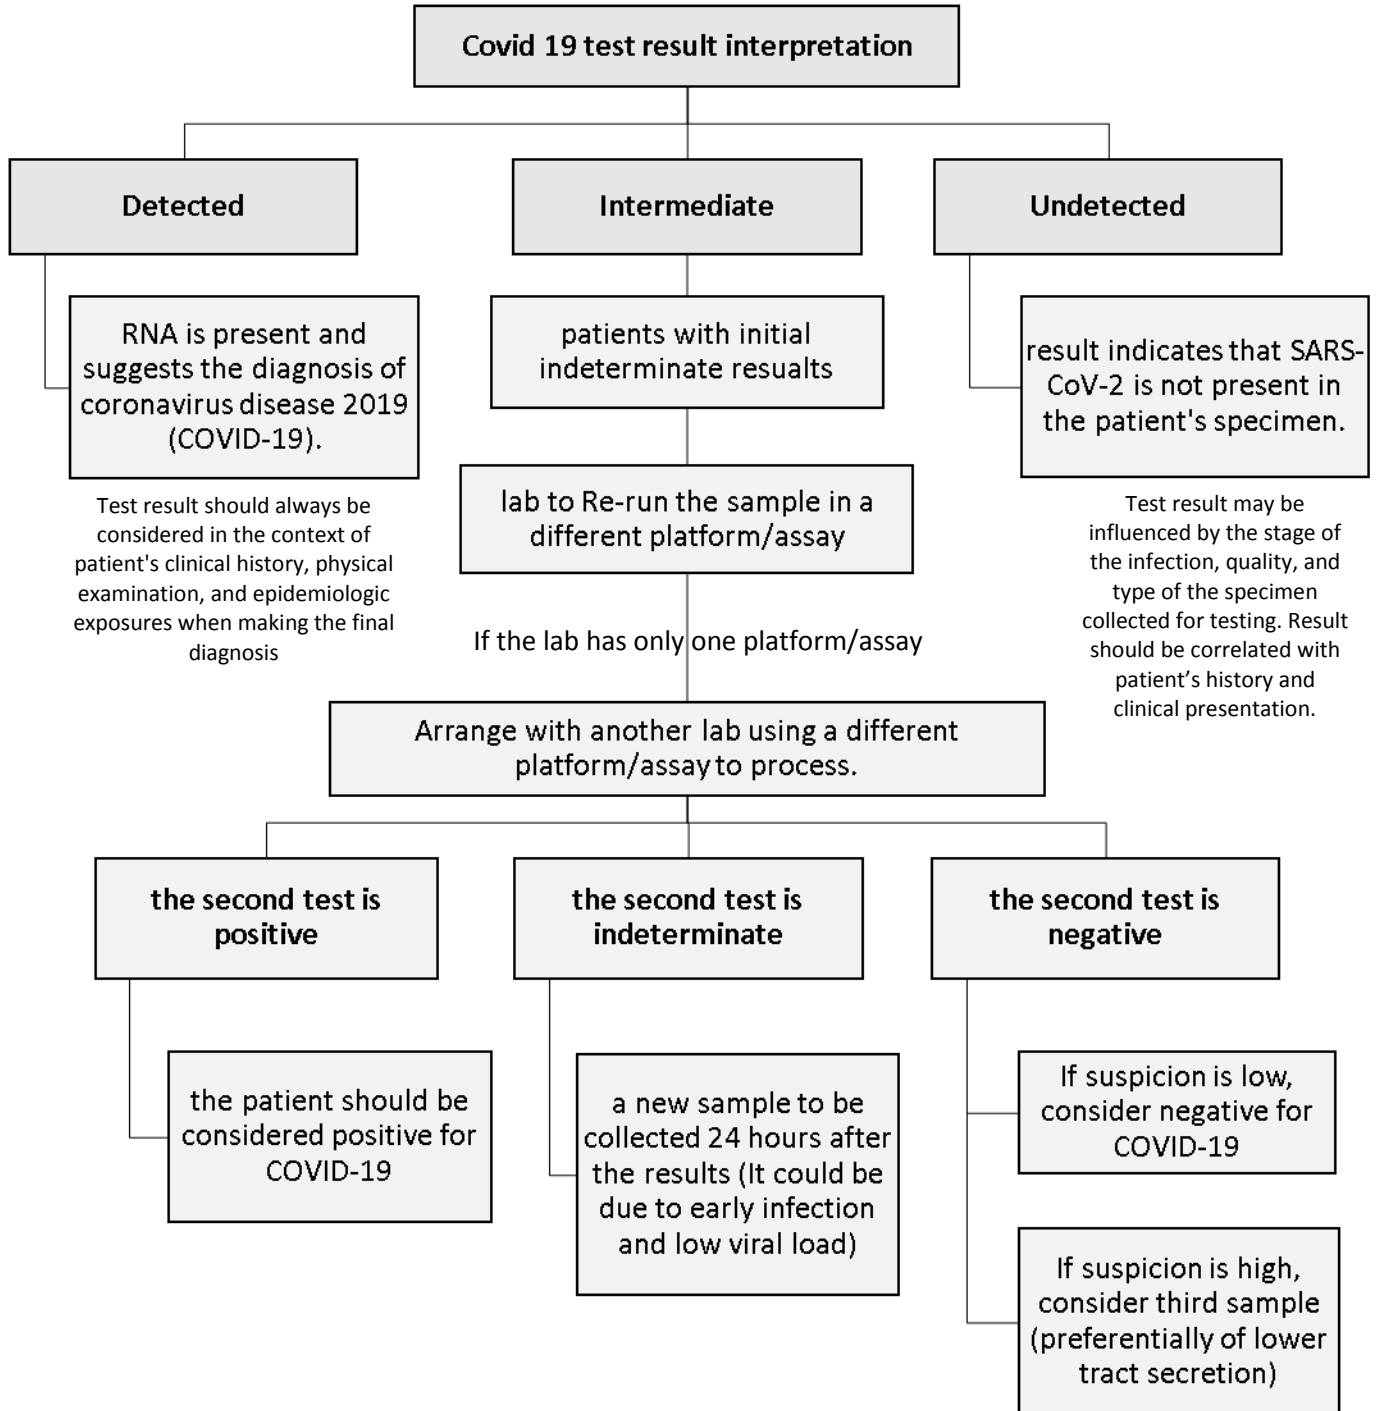 Covid 19 test result interpretation
Detected
Intermediate
Undetected
RNA is present and
suggests the diagnosis of
coronavirus disease 2019
(COVID-19).
Test result should always be
considered in the context of
patient's clinical history, physical
examination, and epidemiologic
exposures when making the final
diagnosis
patients with initial
indeterminate resualts
lab to Re-run the sample in a
different platform/assay
If the lab has only one platform/assay
result indicates that SARS-
CoV-2 is not present in
the patient's specimen.
Test result may be
influenced by the stage of
the infection, quality, and
type of the specimen
collected for testing. Result
should be correlated with
patient’s history and
clinical presentation.
Arrange with another lab using a different
platform/assay to process.
the second test is
positive
the second test is
indeterminate
the second test is
negative
the patient should be
considered positive for
COVID-19
a new sample to be
collected 24 hours after
the results (It could be
due to early infection
and low viral load)
If suspicion is low,
consider negative for
COVID-19
If suspicion is high,
consider third sample
(preferentially of lower
tract secretion)